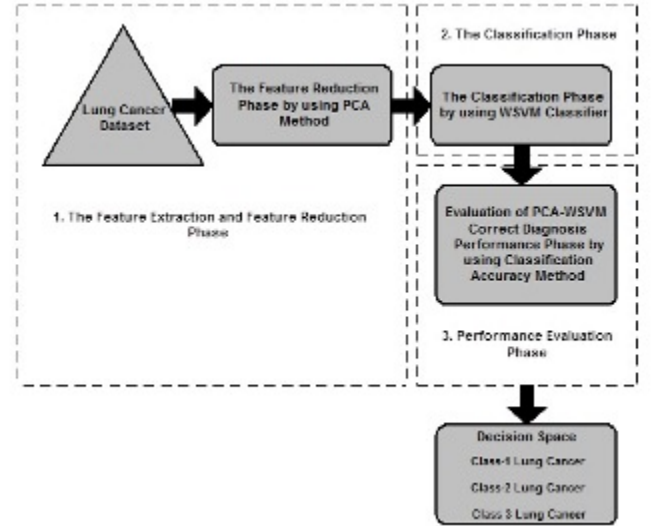 2. The Classification Phase
Lung Cancer
Dataset
The Feature Reduction
Phase by using PCA
Method
The Classification Phase
by using WSVM Classifier
1. The Feature Extraction and Feature Reduction
Phase
Evaluation of PCA-WSVM
Correct Diagnosis
Performance Phase by
using Classification
Accuracy Method
3. Performance Evaluation
Phase
Decision Space
Class-1 Lung Cancer
Class-2 Lung Cancer
Class 3 Lung Cancer